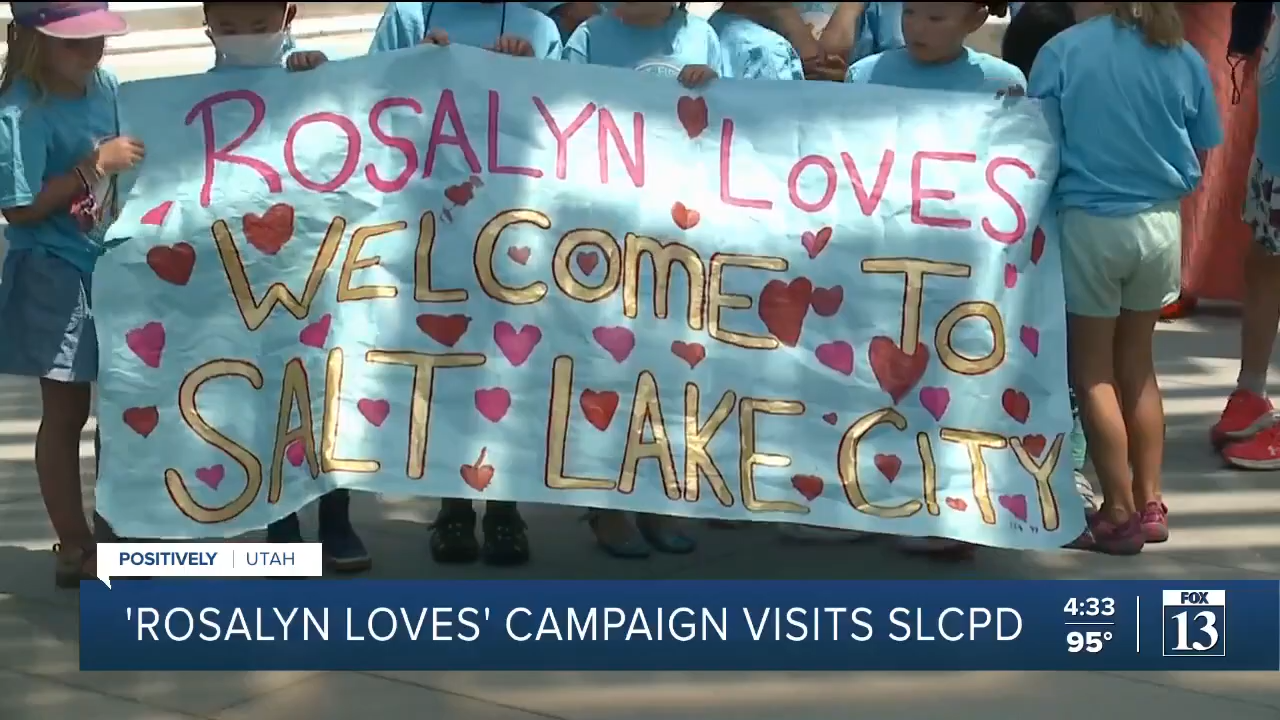 ROSALYN LOVES
WELCOME TO
SALT LAKE CITY
POSITIVELY | UTAH
'ROSALYN LOVES' CAMPAIGN VISITS SLCPD
4:33
95°
FOX
13